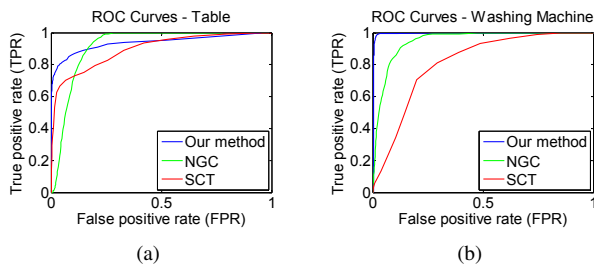 ROC Curves - Table
True positive rate (TPR)
1
0.8
0.6
0.4
0.2
0
Our method
NGC
SCT
0
0.5
1
False positive rate (FPR)
(a)
ROC Curves - Washing Machine
True positive rate (TPR)
1
0.8
0.6
0.4
0.2
0
Our method
NGC
SCT
0
0.5
1
False positive rate (FPR)
(b)